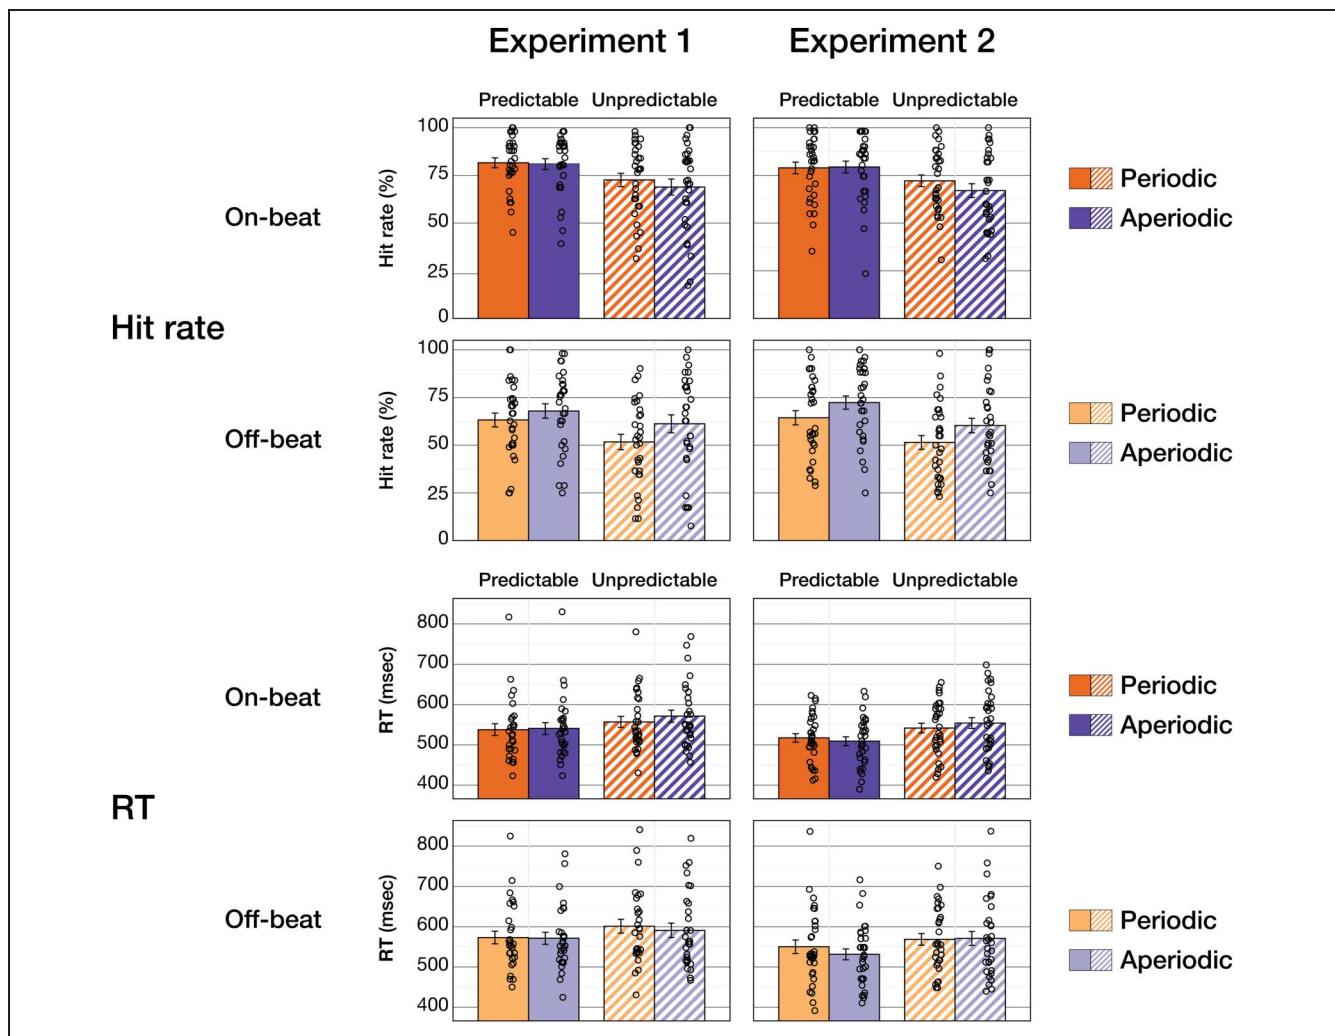 Experiment 1 Experiment 2
Predictable Unpredictable Predictable Unpredictable
Hit rate
On-beat
Hit rate (%)
100
75
50
25
0
Periodic
Aperiodic
Off-beat
Hit rate (%)
100
75
50
25
0
Periodic
Aperiodic
Predictable Unpredictable Predictable Unpredictable
RT
On-beat
RT (msec)
800
700
600
500
400
Periodic
Aperiodic
Off-beat
RT (msec)
800
700
600
500
400
Periodic
Aperiodic